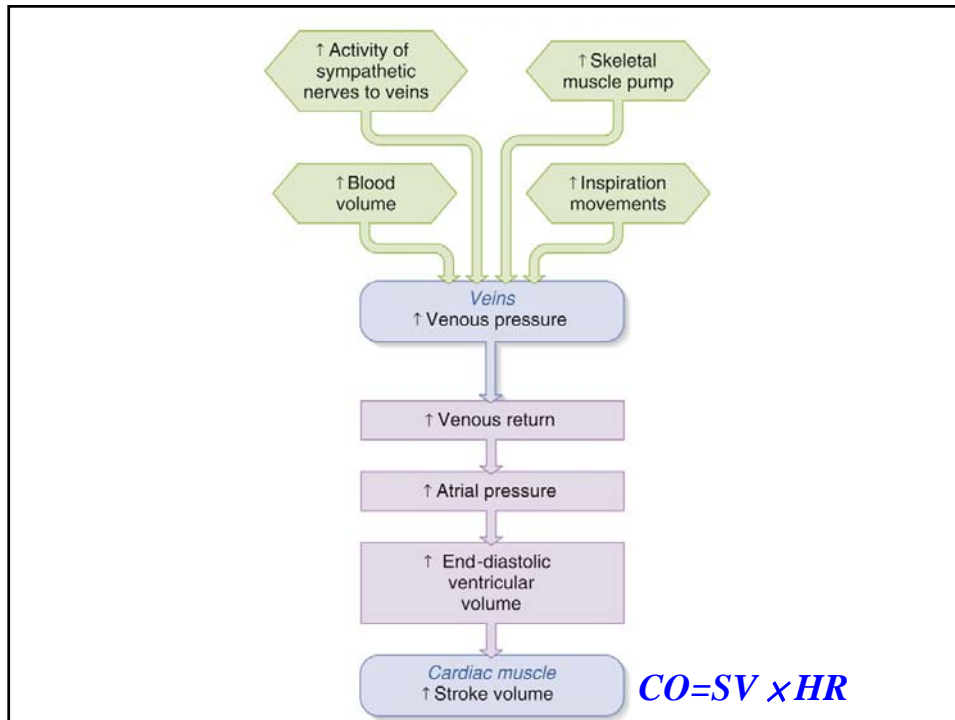 ↑ Activity of
sympathetic
nerves to veins
↑ Skeletal
muscle pump
↑ Blood
volume
↑ Inspiration
movements
Veins
↑ Venous pressure
↑ Venous return
↑ Atrial pressure
↑ End-diastolic
ventricular
volume
Cardiac muscle
↑ Stroke volume
CO=SV × HR